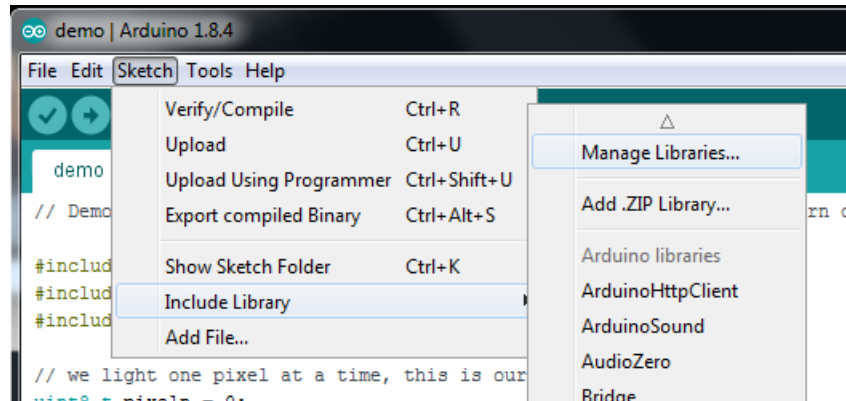 demo | Arduino 1.8.4
File Edit Sketch Tools Help
Verify/Compile Ctrl+R
Upload Ctrl+U
Upload Using Programmer Ctrl+Shift+U
Export compiled Binary Ctrl+Alt+S
Show Sketch Folder Ctrl+K
Include Library
Add File...
Manage Libraries...
Add .ZIP Library...
Arduino libraries
ArduinoHttpClient
ArduinoSound
AudioZero
Bridge
demo
// Demo
#includ
#includ
#includ
// we light one pixel at a time, this is our